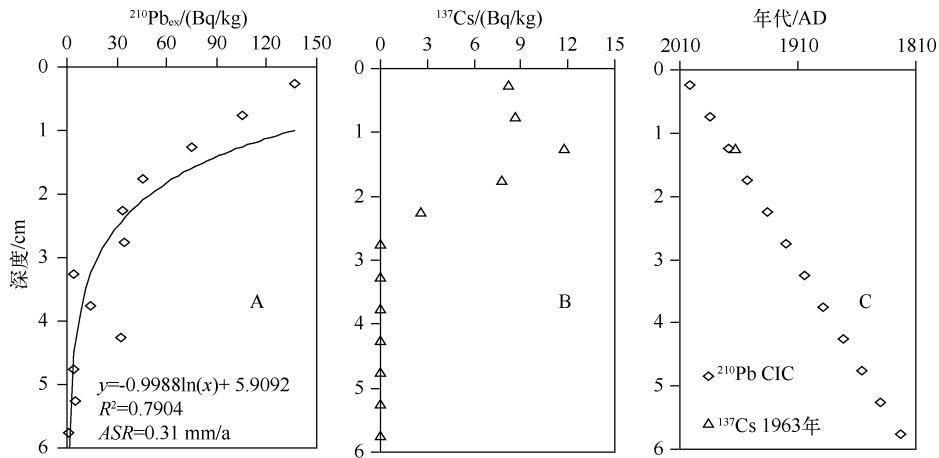 ²¹⁰Pbₑₓ/(Bq/kg)
0 30 60 90 120 150
0
1
2
3
4
5
6
深度/cm
A
y=-0.9988ln(x)+ 5.9092
R²=0.7904
ASR=0.31 mm/a
¹³⁷Cs/(Bq/kg)
0 3 6 9 12 15
0
1
2
3
4
5
6
B
年代/AD
2010 1910 1810
0
1
2
3
4
5
6
C
²¹⁰Pb CIC
¹³⁷Cs 1963年